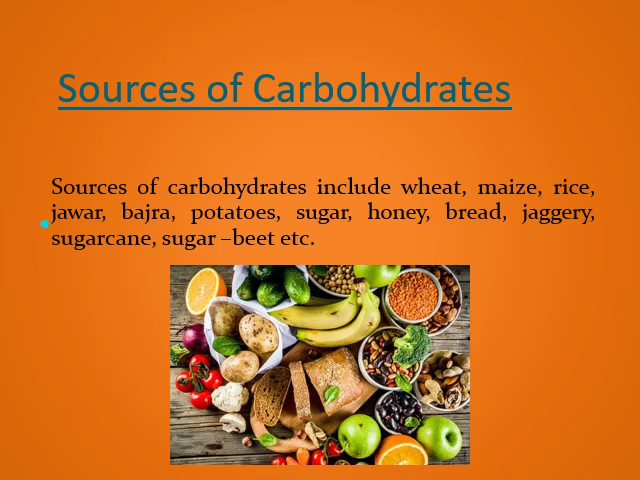 Sources of Carbohydrates
Sources of carbohydrates include wheat, maize, rice,
jawar, bajra, potatoes, sugar, honey, bread, jaggery,
sugarcane, sugar –beet etc.